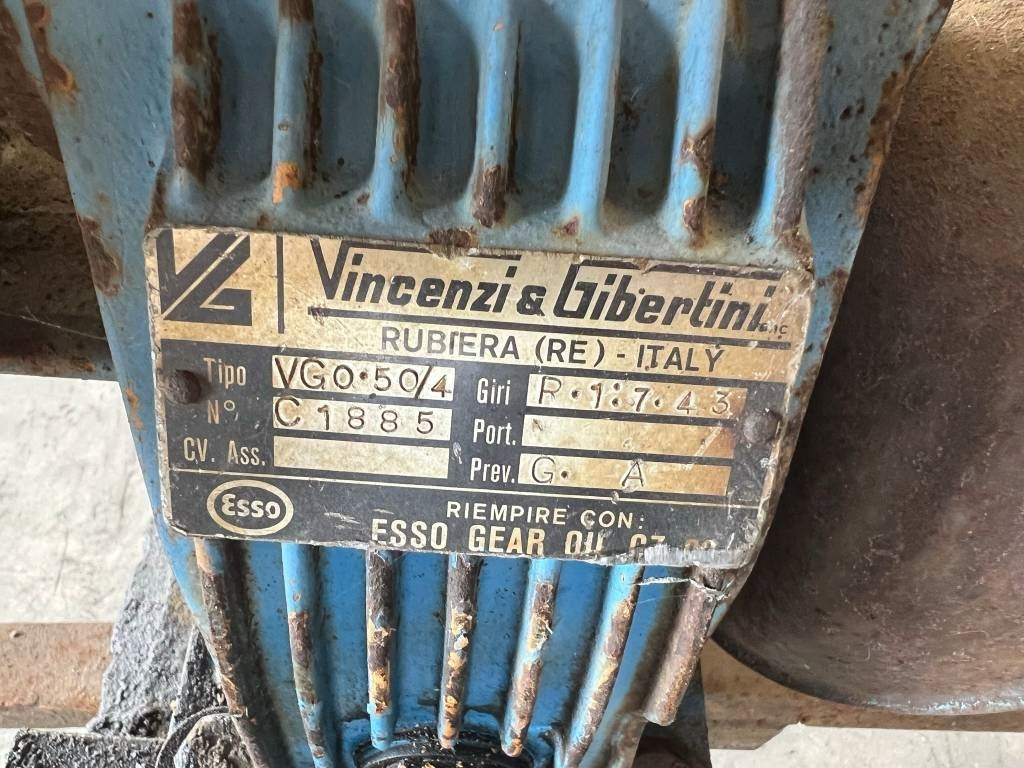 VG
Vincenzi & Gibertini s.n.c
RUBIERA (RE) - ITALY
Tipo VGO·50/4 Giri R·1:7·43
N° C1885 Port.
CV. Ass. Prev. G· A
Esso RIEMPIRE CON:
ESSO GEAR OIL